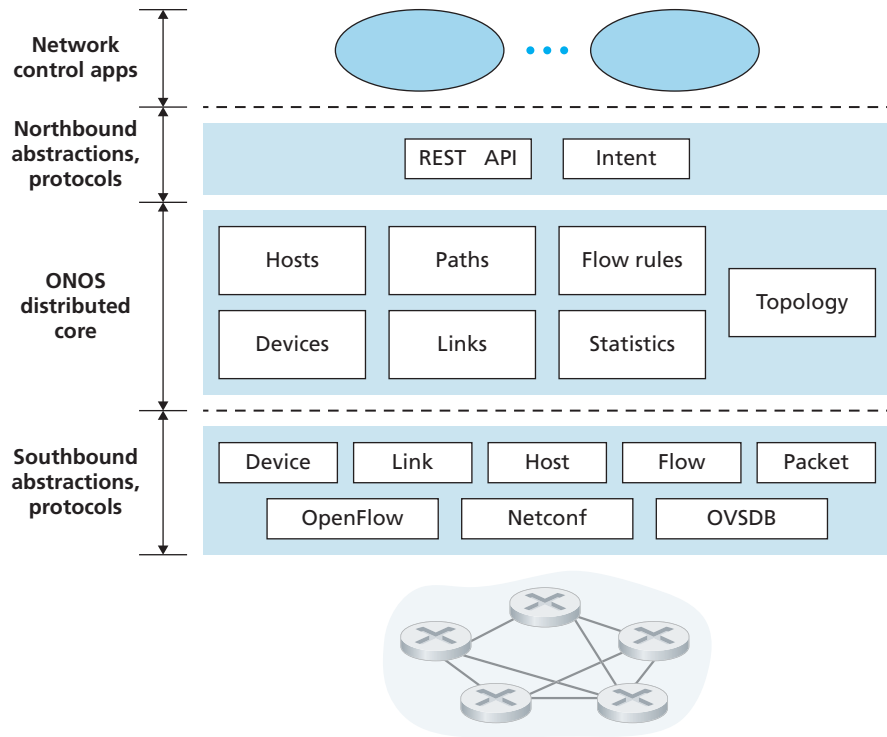 Network
control apps
Northbound
abstractions,
protocols
REST API
Intent
ONOS
distributed
core
Hosts
Paths
Flow rules
Topology
Devices
Links
Statistics
Southbound
abstractions,
protocols
Device
Link
Host
Flow
Packet
OpenFlow
Netconf
OVSDB